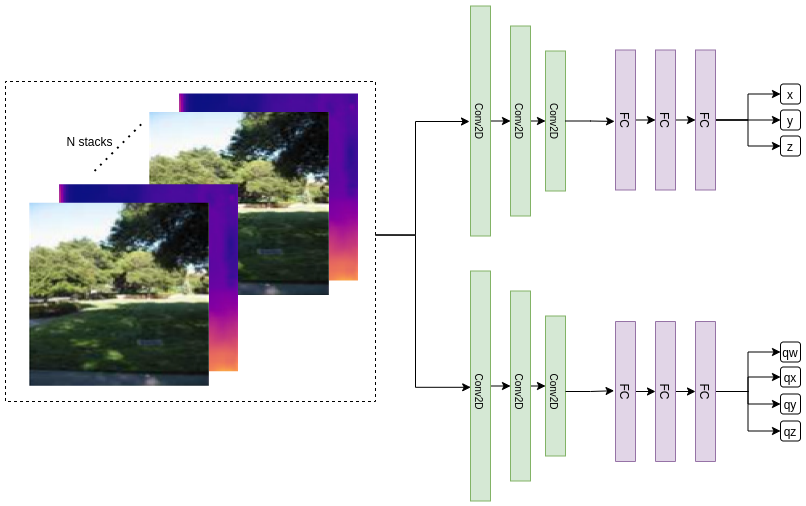 N stacks
Conv2D
Conv2D
Conv2D
FC
FC
FC
x
y
z
Conv2D
Conv2D
Conv2D
FC
FC
FC
qw
qx
qy
qz